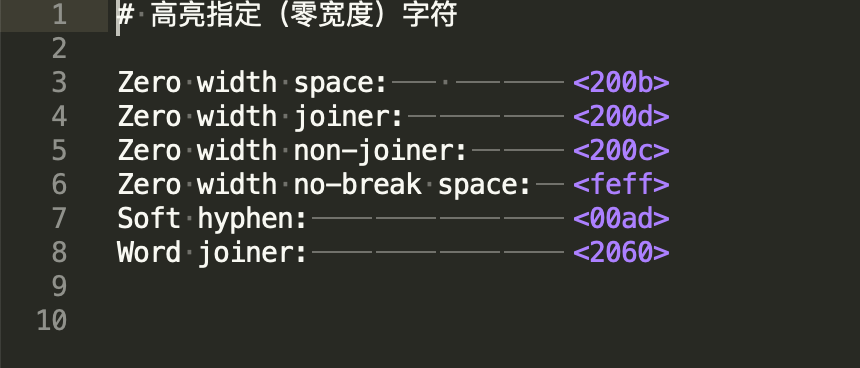 1 # 高亮指定（零宽度）字符
2
3 Zero width space: <200b>
4 Zero width joiner: <200d>
5 Zero width non-joiner: <200c>
6 Zero width no-break space: <feff>
7 Soft hyphen: <00ad>
8 Word joiner: <2060>
9
10